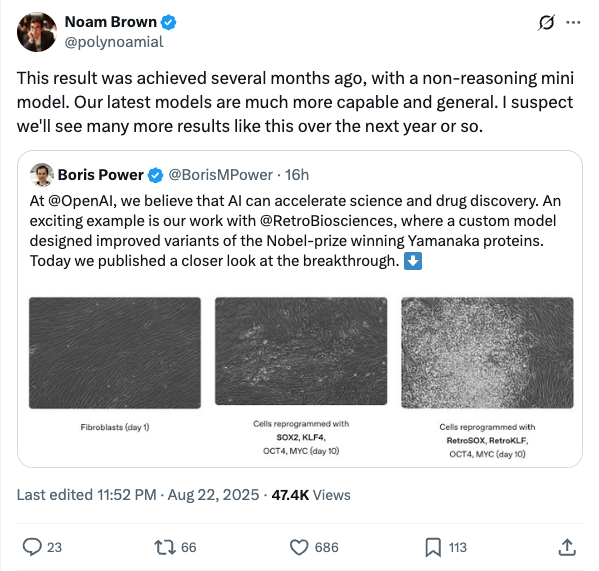 Noam Brown
@polynoamial
This result was achieved several months ago, with a non-reasoning mini
model. Our latest models are much more capable and general. I suspect
we'll see many more results like this over the next year or so.
Boris Power @BorisMPower · 16h
At @OpenAI, we believe that AI can accelerate science and drug discovery. An
exciting example is our work with @RetroBiosciences, where a custom model
designed improved variants of the Nobel-prize winning Yamanaka proteins.
Today we published a closer look at the breakthrough. ⬇️
Fibroblasts (day 1)
Cells reprogrammed with
SOX2, KLF4,
OCT4, MYC (day 10)
Cells reprogrammed with
RetroSOX, RetroKLF,
OCT4, MYC (day 10)
Last edited 11:52 PM · Aug 22, 2025 · 47.4K Views
23 66 686 113